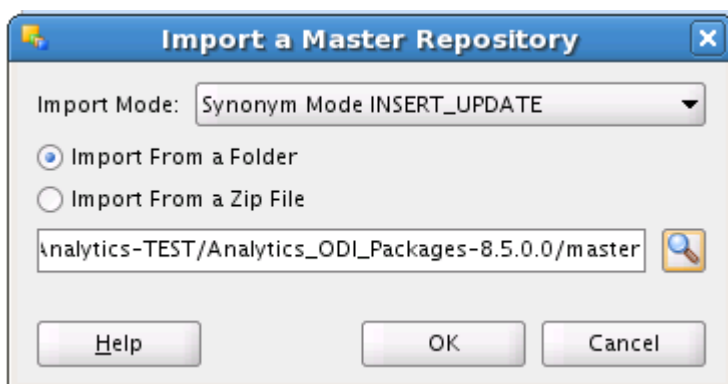 Import a Master Repository
Import Mode: Synonym Mode INSERT_UPDATE
Import From a Folder
Import From a Zip File
Analytics-TEST/Analytics_ODI_Packages-8.5.0.0/master
Help OK Cancel